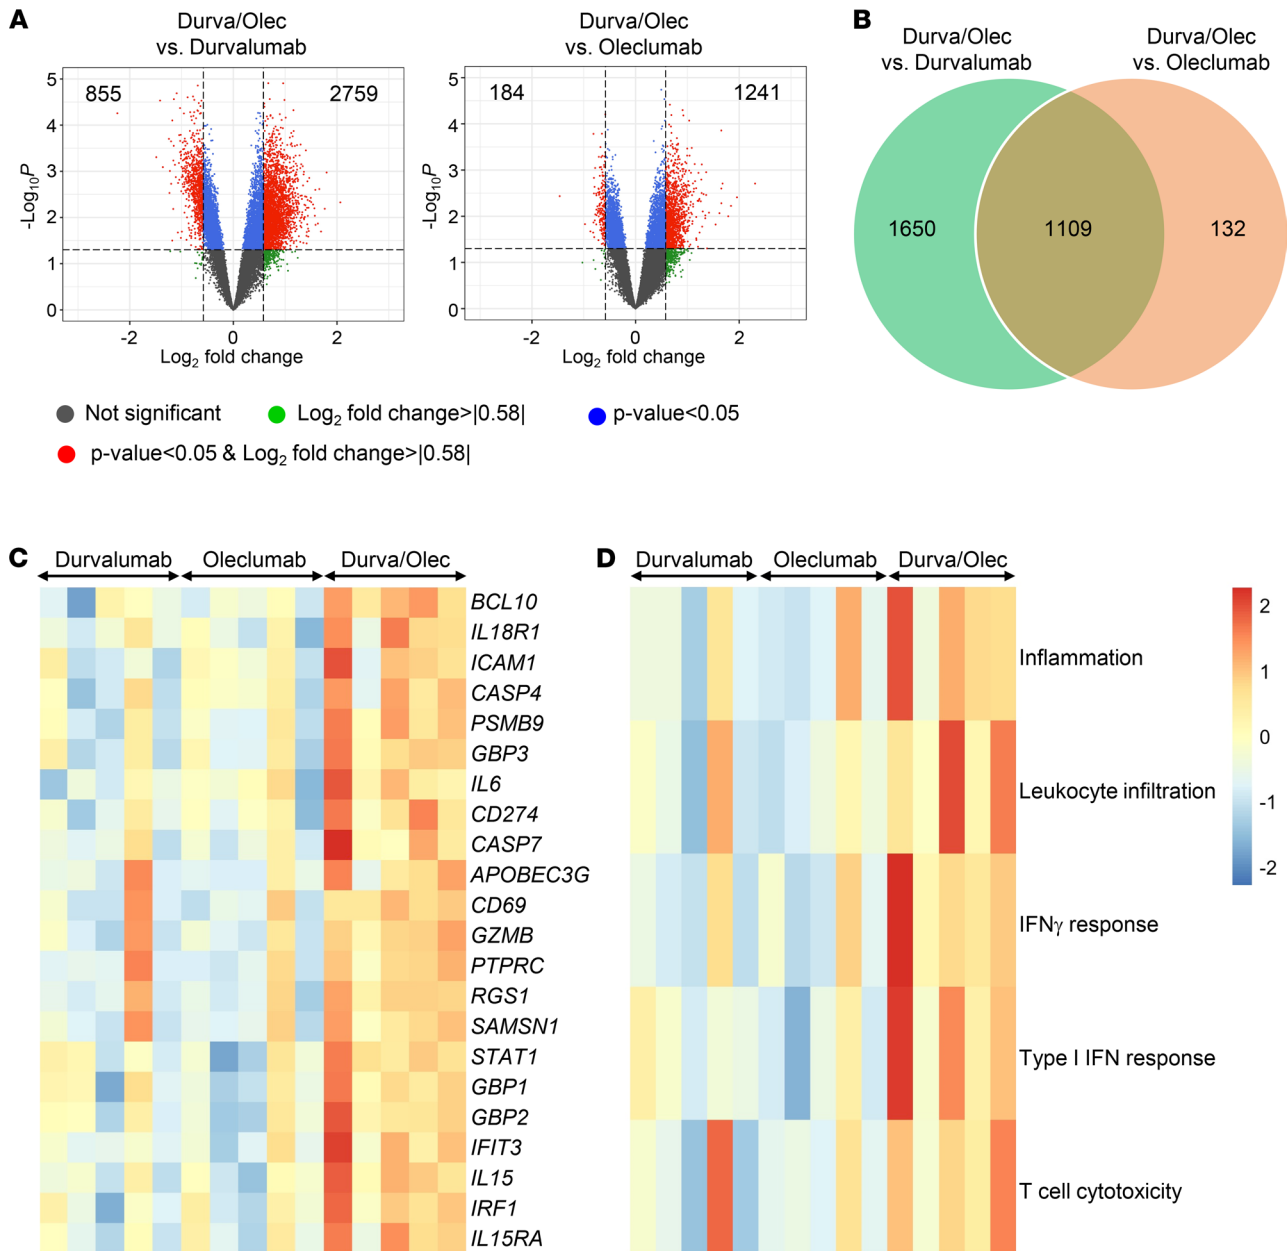 A
Durva/Olec
vs. Durvalumab
Durva/Olec
vs. Oleclumab
855
2759
184
1241
-Log10P
5
4
3
2
1
0
-2
0
2
Log2 fold change
-Log10P
5
4
3
2
1
0
-2
0
2
Log2 fold change
Not significant
Log2 fold change>|0.58|
p-value<0.05
p-value<0.05 & Log2 fold change>|0.58|
B
Durva/Olec
vs. Durvalumab
Durva/Olec
vs. Oleclumab
1650
1109
132
C
Durvalumab
Oleclumab
Durva/Olec
BCL10
IL18R1
ICAM1
CASP4
PSMB9
GBP3
IL6
CD274
CASP7
APOBEC3G
CD69
GZMB
PTPRC
RGS1
SAMSN1
STAT1
GBP1
GBP2
IFIT3
IL15
IRF1
IL15RA
D
Durvalumab
Oleclumab
Durva/Olec
Inflammation
Leukocyte infiltration
IFNγ response
Type I IFN response
T cell cytotoxicity
2
1
0
-1
-2